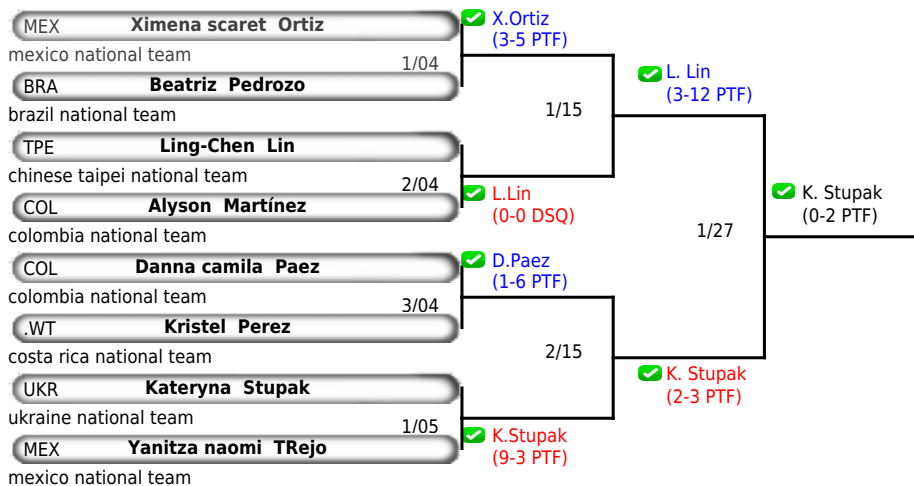 MEX Ximena scaret Ortiz
mexico national team
1/04
BRA Beatriz Pedrozo
brazil national team
TPE Ling-Chen Lin
chinese taipei national team
2/04
COL Alyson Martínez
colombia national team
COL Danna camila Paez
colombia national team
3/04
.WT Kristel Perez
costa rica national team
UKR Kateryna Stupak
ukraine national team
1/05
MEX Yanitza naomi TRejo
mexico national team
X.Ortiz
(3-5 PTF)
1/15
L.Lin
(0-0 DSQ)
D.Paez
(1-6 PTF)
2/15
K.Stupak
(9-3 PTF)
L. Lin
(3-12 PTF)
1/27
K. Stupak
(2-3 PTF)
K. Stupak
(0-2 PTF)